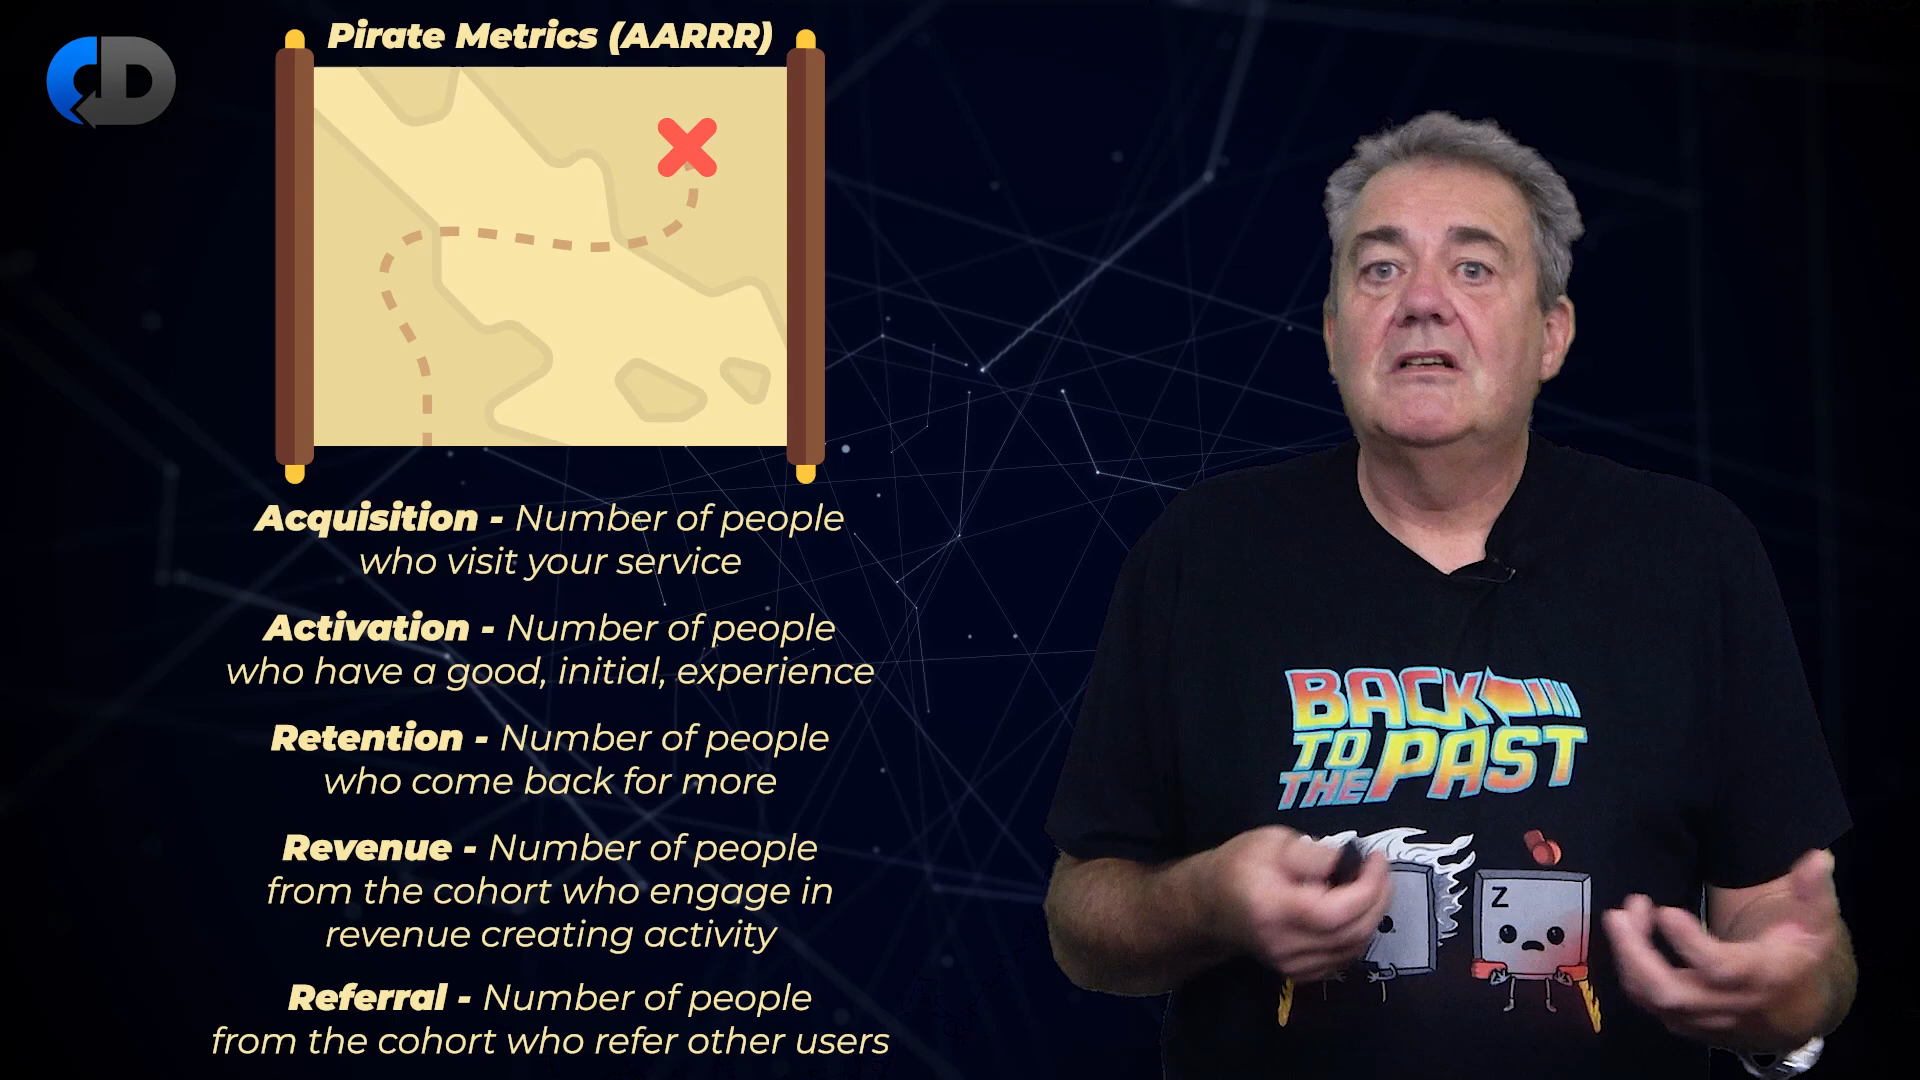 Pirate Metrics (AARRR)
CD
Acquisition - Number of people
who visit your service
Activation - Number of people
who have a good, initial, experience
Retention - Number of people
who come back for more
Revenue - Number of people
from the cohort who engage in
revenue creating activity
Referral - Number of people
from the cohort who refer other users
BACK
TO
THE PAST
Z